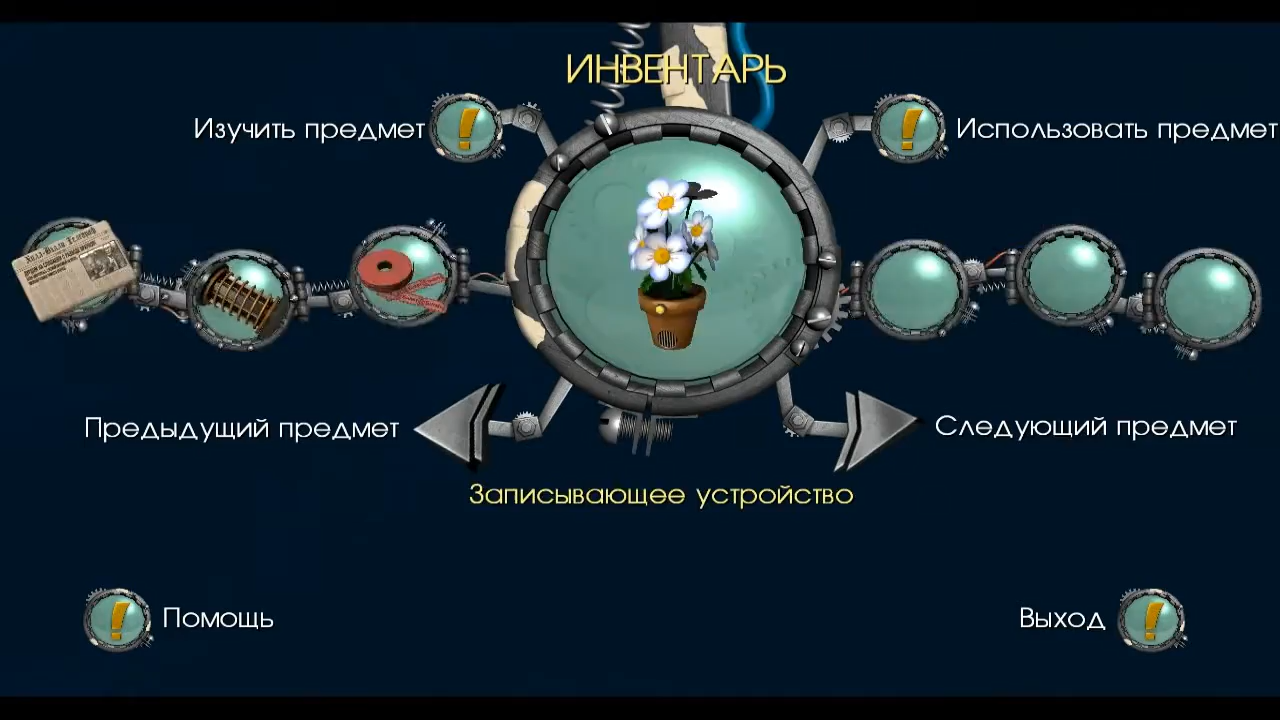 ИНВЕНТАРЬ
Изучить предмет
Использовать предмет
Предыдущий предмет
Следующий предмет
Записывающее устройство
Помощь
Выход